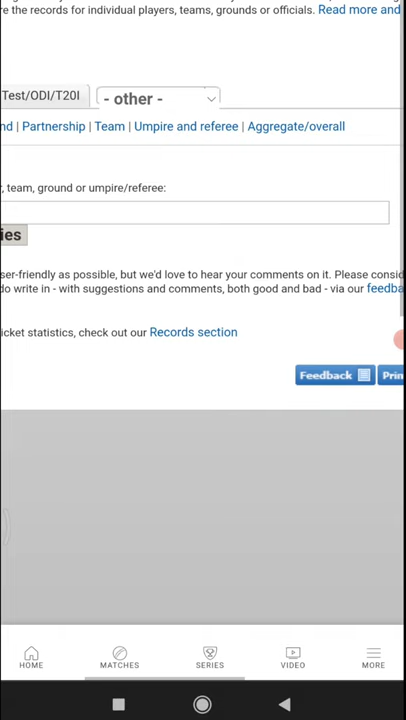 re the records for individual players, teams, grounds or officials. Read more and
Test/ODI/T20I
- other -
nd | Partnership | Team | Umpire and referee | Aggregate/overall
, team, ground or umpire/referee:
ies
ser-friendly as possible, but we'd love to hear your comments on it. Please consid
do write in - with suggestions and comments, both good and bad - via our feedba
icket statistics, check out our Records section
Feedback Prin
HOME MATCHES SERIES VIDEO MORE